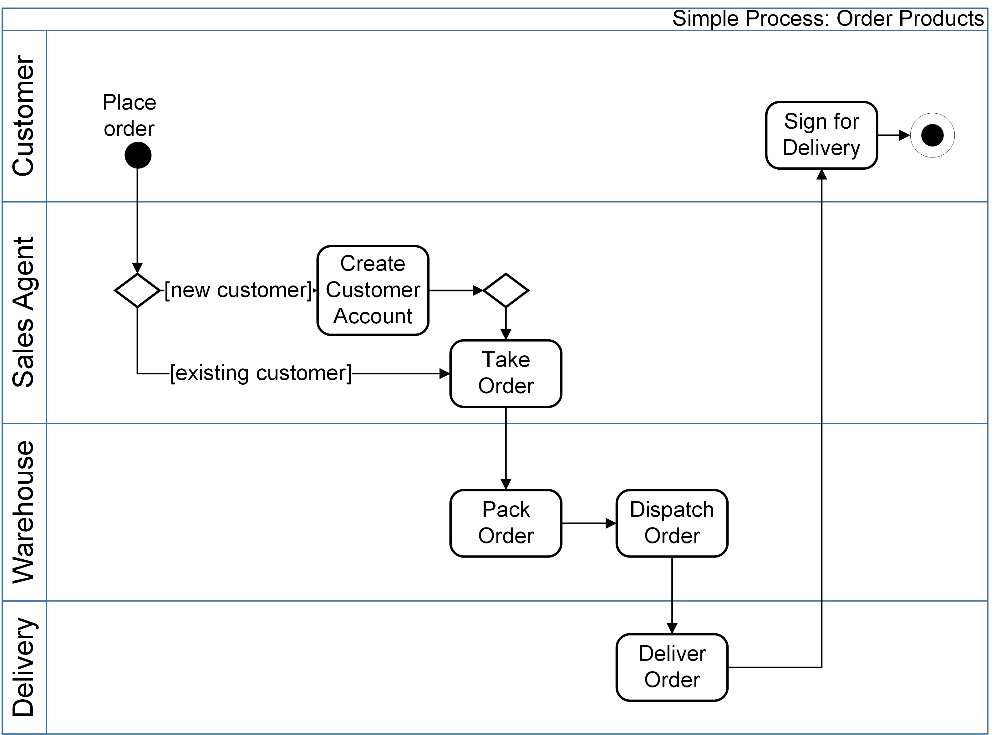 Simple Process: Order Products
Customer
Place
order
Sign for
Delivery
Sales Agent
[new customer]
Create
Customer
Account
[existing customer]
Take
Order
Warehouse
Pack
Order
Dispatch
Order
Delivery
Deliver
Order